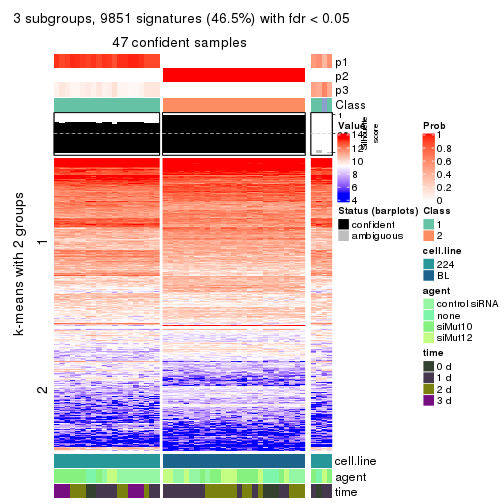 3 subgroups, 9851 signatures (46.5%) with fdr < 0.05
47 confident samples
p1
p2
p3
Class
1
Silhouette
score
Value
14
12
10
8
6
4
Prob
1
0.8
0.6
0.4
0.2
0
Status (barplots)
confident
ambiguous
Class
1
2
cell.line
224
BL
agent
control siRNA
none
siMut10
siMut12
time
0 d
1 d
2 d
3 d
k-means with 2 groups
1
2
cell.line
agent
time